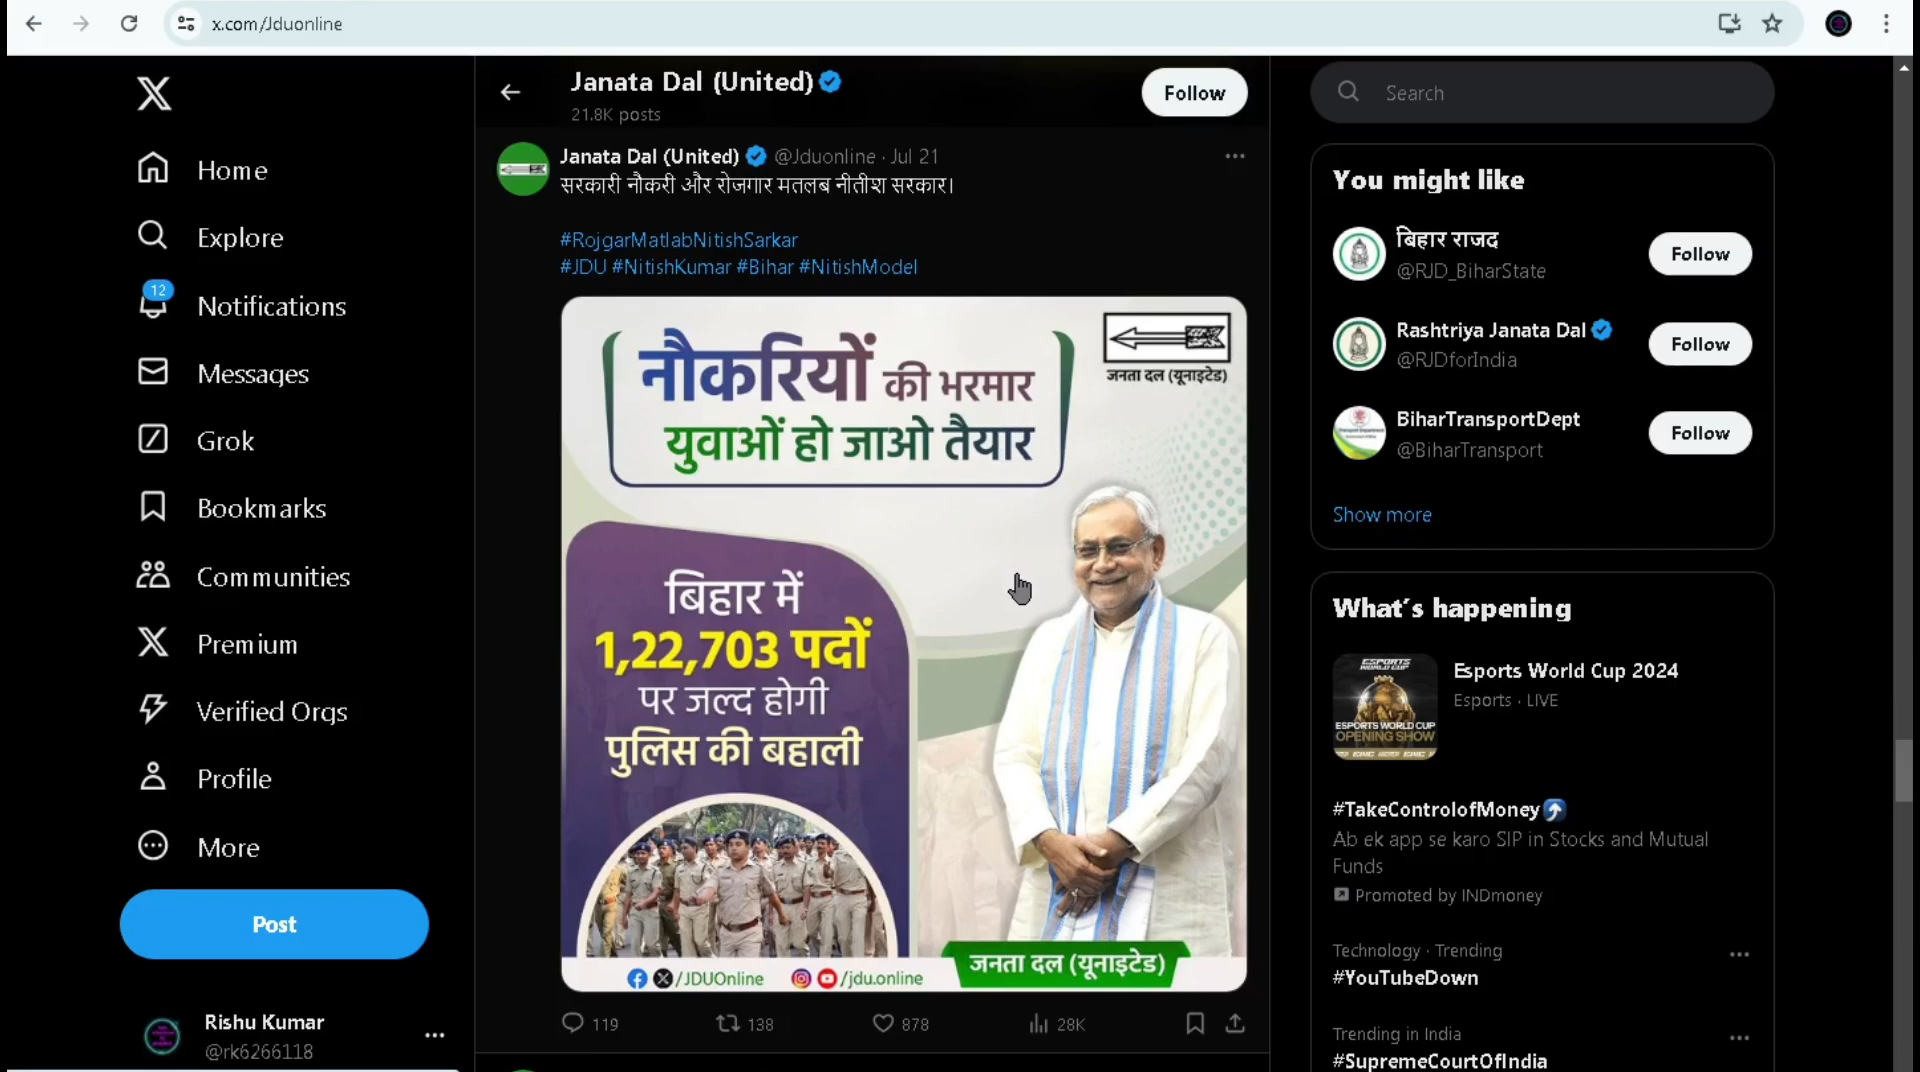 x.com/Jduonline
Home
Explore
12
Notifications
Messages
Grok
Bookmarks
Communities
Premium
Verified Orgs
Profile
More
Post
Rishu Kumar
@rk6266118
Janata Dal (United)
21.8K posts
Follow
Janata Dal (United) @Jduonline · Jul 21
सरकारी नौकरी और रोजगार मतलब नीतीश सरकार।
#RojgarMatlabNitishSarkar
#JDU #NitishKumar #Bihar #NitishModel
नौकरियों की भरमार
युवाओं हो जाओ तैयार
जनता दल (यूनाइटेड)
बिहार में
1,22,703 पदों
पर जल्द होगी
पुलिस की बहाली
/JDUOnline /jdu.online
जनता दल (यूनाइटेड)
119 138 878 28K
Search
You might like
बिहार राजद
@RJD_BiharState
Follow
Rashtriya Janata Dal
@RJDforIndia
Follow
BiharTransportDept
@BiharTransport
Follow
Show more
What's happening
ESPORTS WORLD CUP
OPENING SHOW
Esports World Cup 2024
Esports · LIVE
#TakeControlofMoney
Ab ek app se karo SIP in Stocks and Mutual
Funds
Promoted by INDmoney
Technology · Trending
#YouTubeDown
Trending in India
#SupremeCourtOfIndia